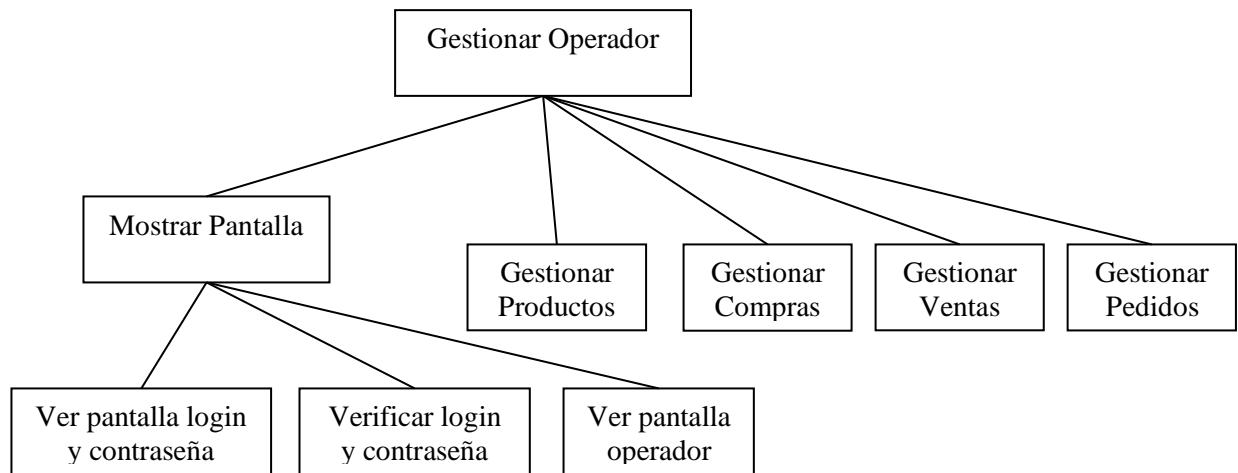 Gestionar Operador
Mostrar Pantalla
Gestionar
Productos
Gestionar
Compras
Gestionar
Ventas
Gestionar
Pedidos
Ver pantalla login
y contraseña
Verificar login
y contraseña
Ver pantalla
operador